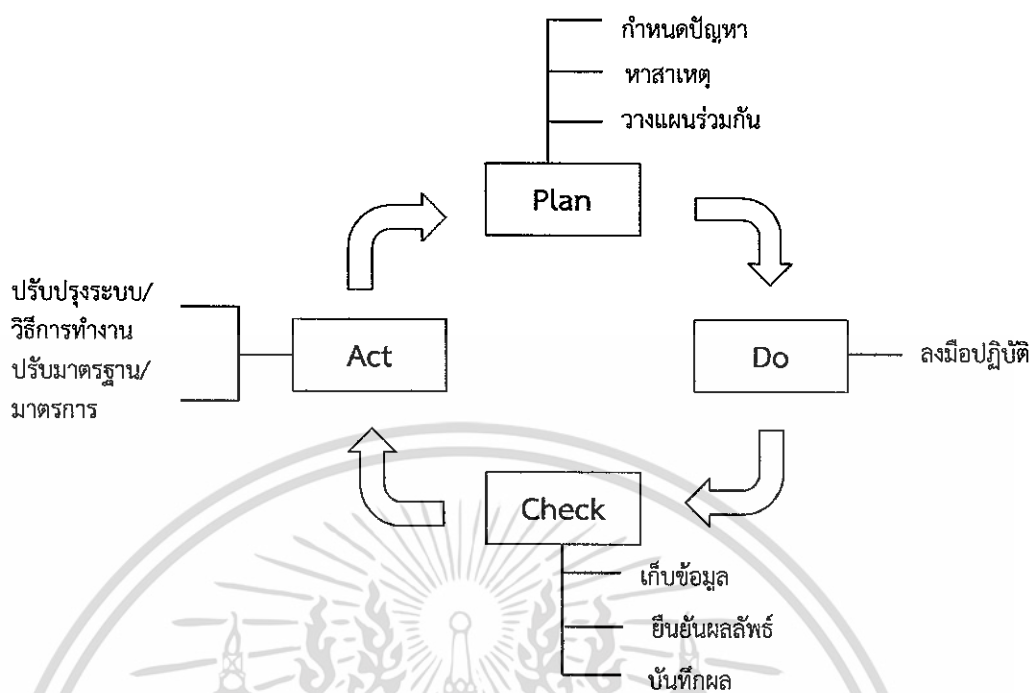 กำหนดปัญหา
หาสาเหตุ
วางแผนร่วมกัน
Plan
ปรับปรุงระบบ/
วิธีการทำงาน
ปรับมาตรฐาน/
มาตรการ
Act
Do
ลงมือปฏิบัติ
Check
เก็บข้อมูล
ยืนยันผลลัพธ์
บันทึกผล